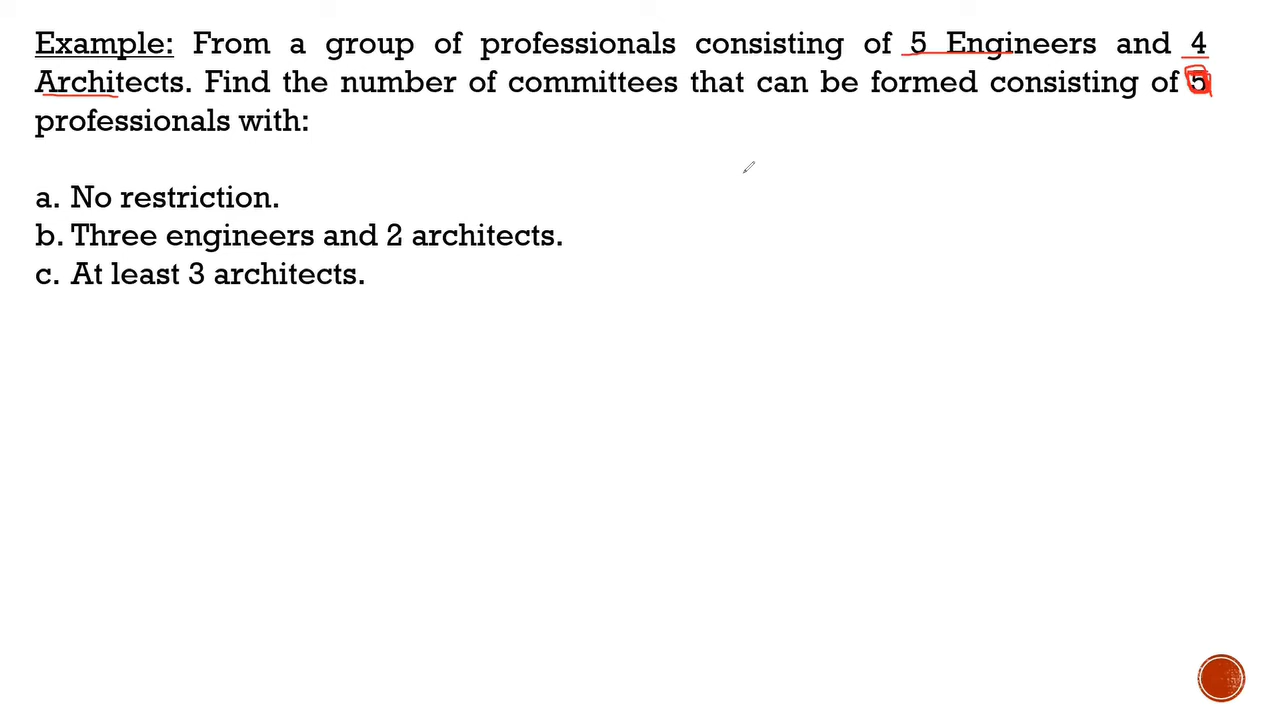 Example: From a group of professionals consisting of 5 Engineers and 4
Architects. Find the number of committees that can be formed consisting of 5
professionals with:
a. No restriction.
b. Three engineers and 2 architects.
c. At least 3 architects.